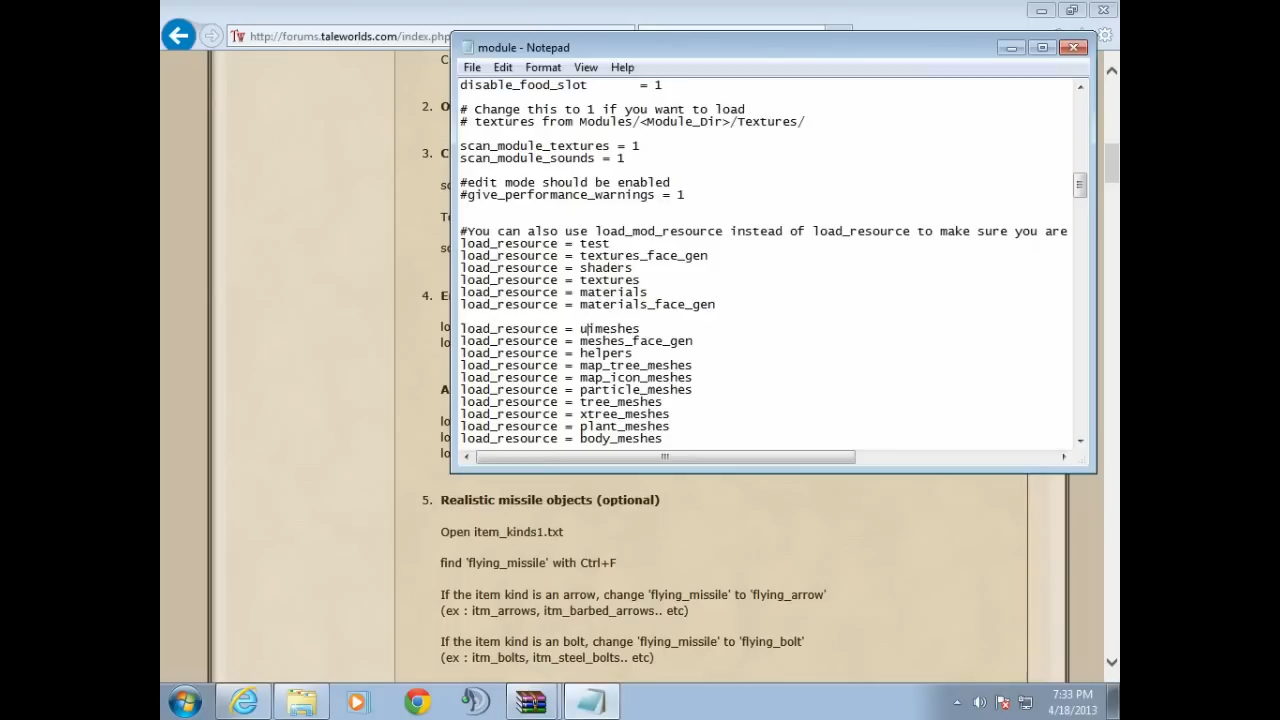 http://forums.taleworlds.com/index.php
module - Notepad
File Edit Format View Help
disable_food_slot = 1
# Change this to 1 if you want to load
# textures from Modules/<Module_Dir>/Textures/
scan_module_textures = 1
scan_module_sounds = 1
#edit mode should be enabled
#give_performance_warnings = 1
#You can also use load_mod_resource instead of load_resource to make sure you are
load_resource = test
load_resource = textures_face_gen
load_resource = shaders
load_resource = textures
load_resource = materials
load_resource = materials_face_gen
load_resource = uimeshes
load_resource = meshes_face_gen
load_resource = helpers
load_resource = map_tree_meshes
load_resource = map_icon_meshes
load_resource = particle_meshes
load_resource = tree_meshes
load_resource = xtree_meshes
load_resource = plant_meshes
load_resource = body_meshes
2.
3.
4.
5. Realistic missile objects (optional)
Open item_kinds1.txt
find 'flying_missile' with Ctrl+F
If the item kind is an arrow, change 'flying_missile' to 'flying_arrow'
(ex : itm_arrows, itm_barbed_arrows.. etc)
If the item kind is an bolt, change 'flying_missile' to 'flying_bolt'
(ex : itm_bolts, itm_steel_bolts.. etc)
7:33 PM
4/18/2013